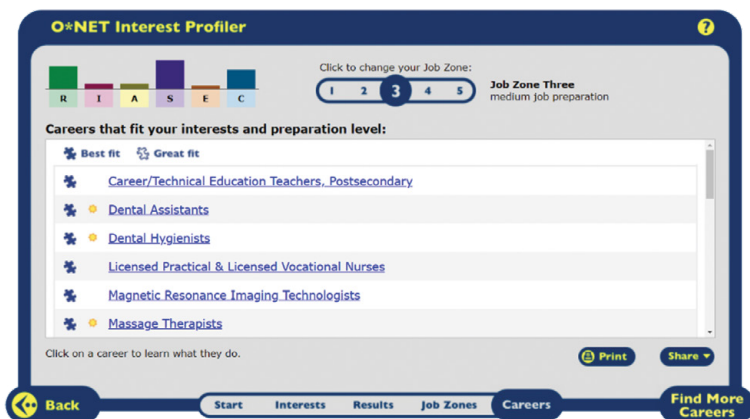 O*NET Interest Profiler
?
Click to change your Job Zone:
1 2 3 4 5
Job Zone Three
medium job preparation
R I A S E C
Careers that fit your interests and preparation level:
Best fit Great fit
Career/Technical Education Teachers, Postsecondary
Dental Assistants
Dental Hygienists
Licensed Practical & Licensed Vocational Nurses
Magnetic Resonance Imaging Technologists
Massage Therapists
Click on a career to learn what they do.
Print
Share
Back
Start Interests Results Job Zones Careers
Find More
Careers